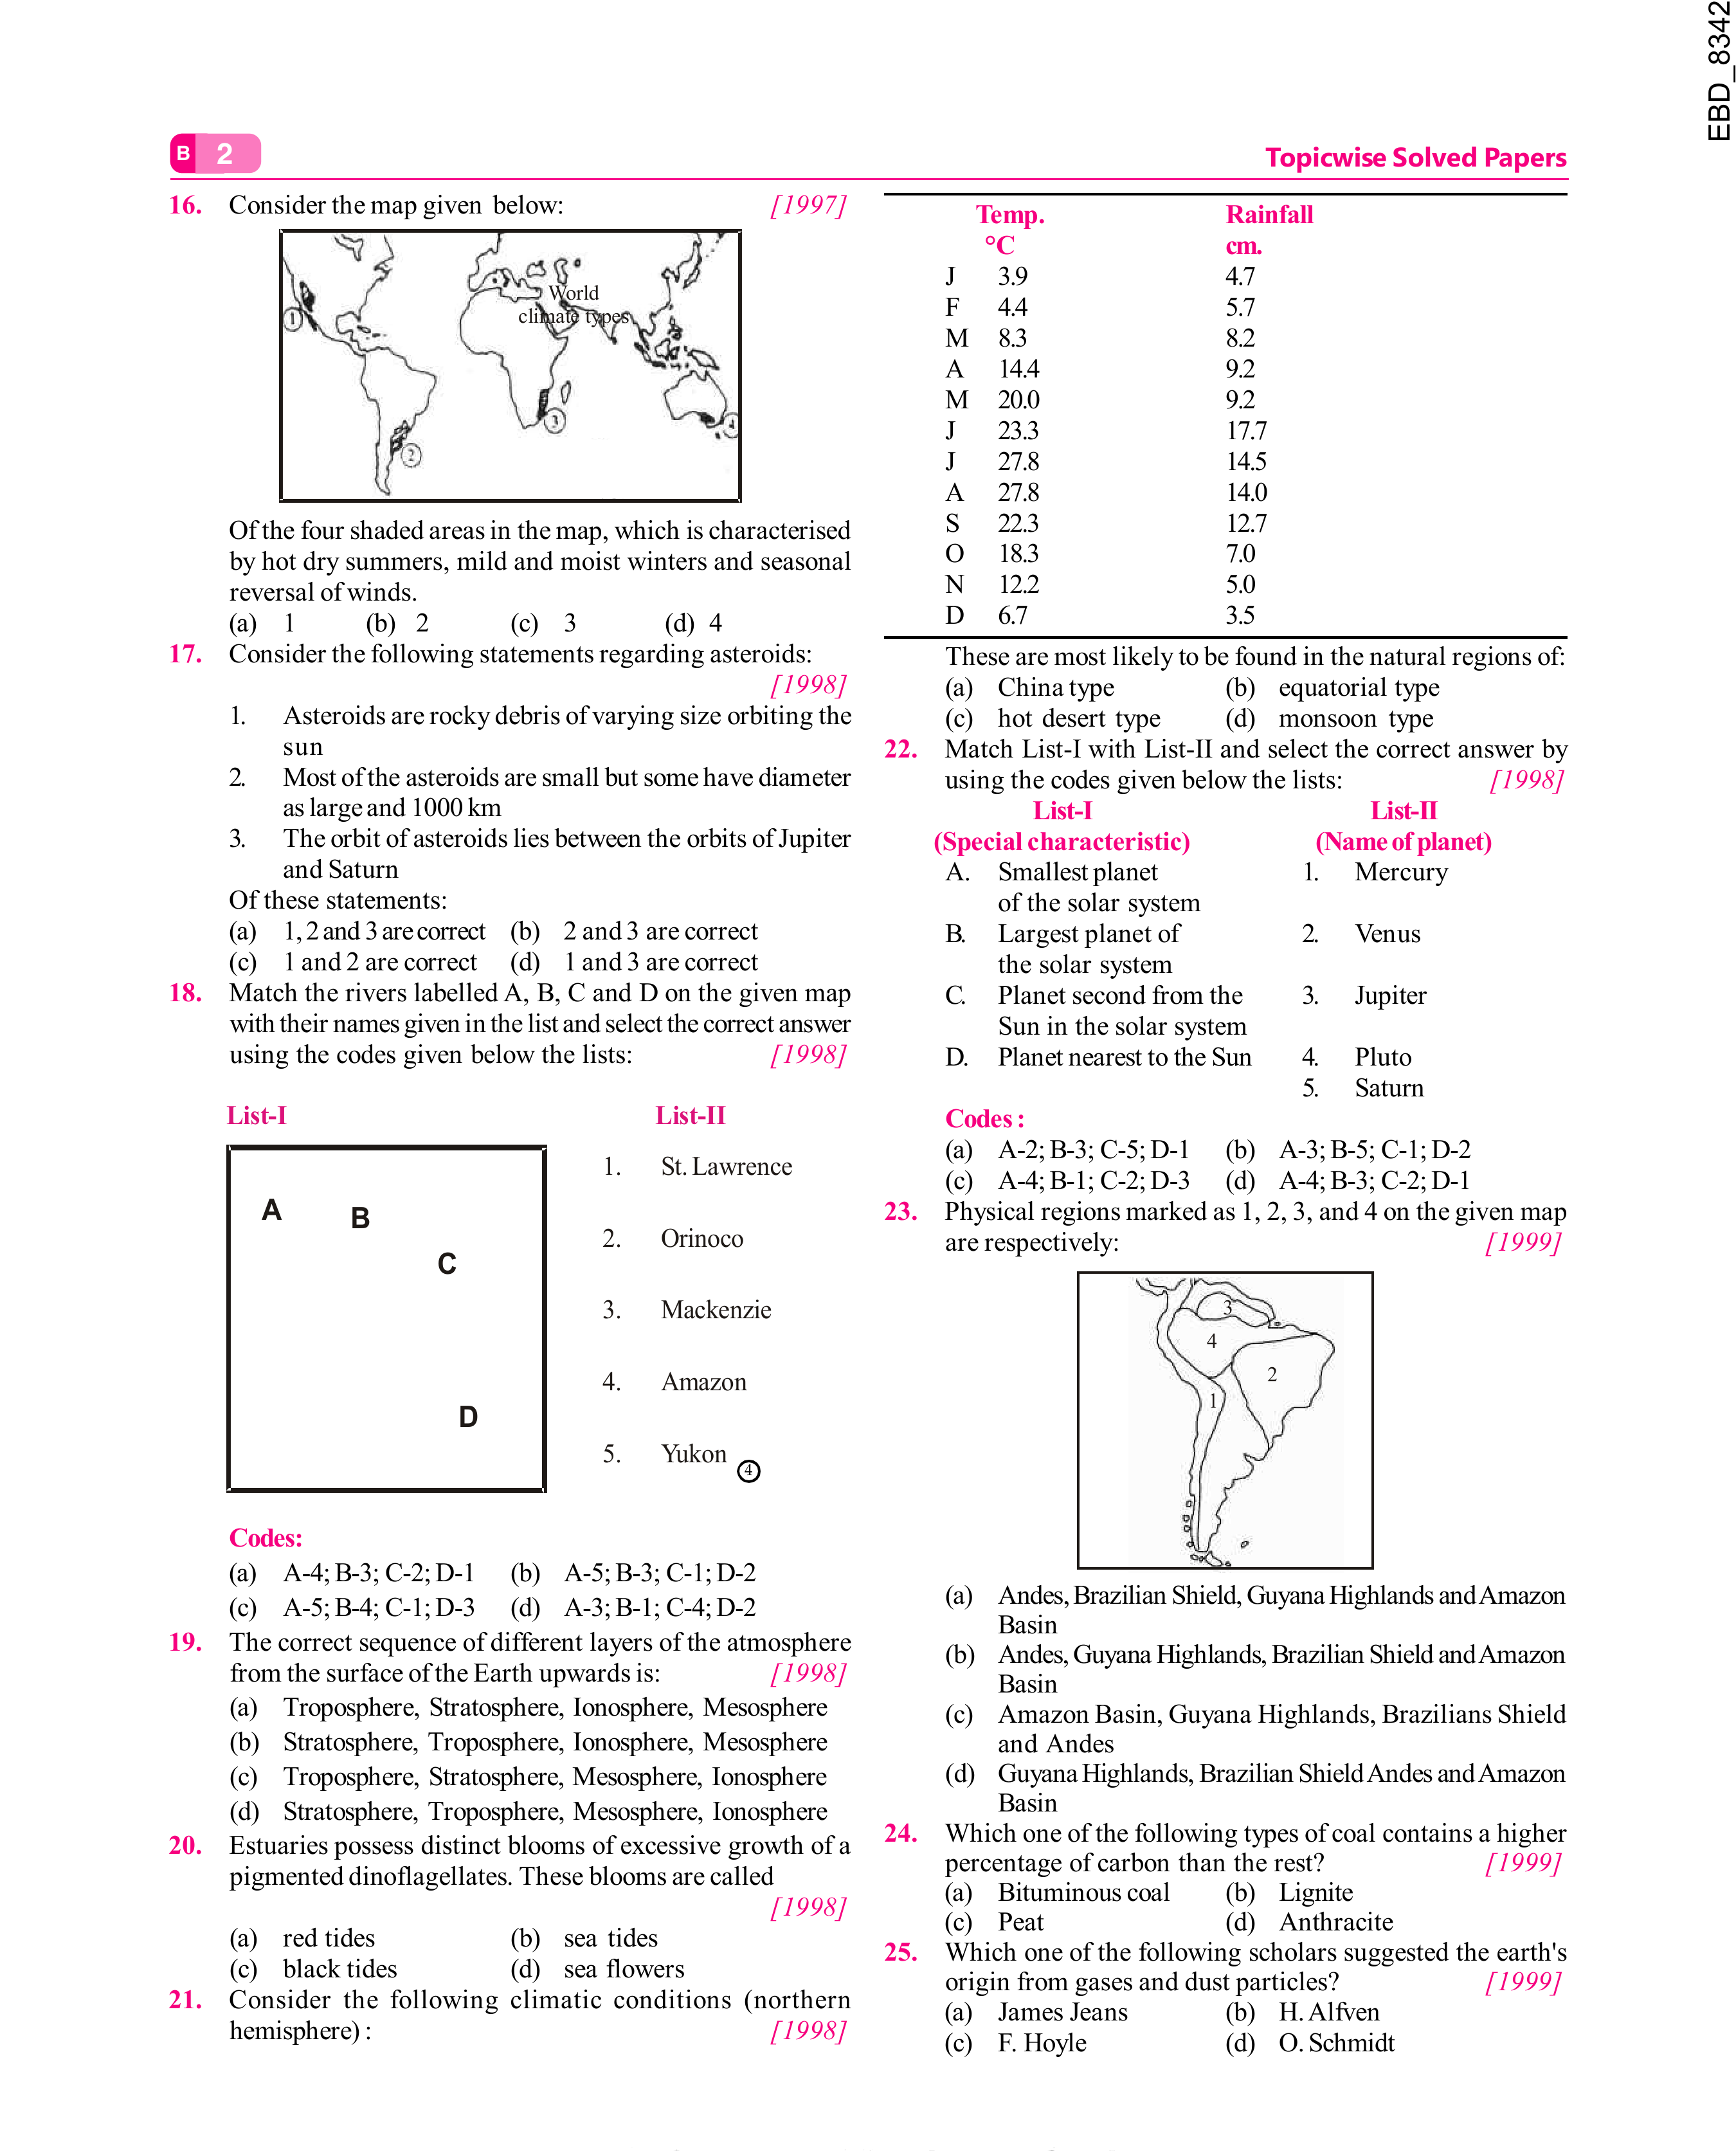 EBD_8342
B 2
Topicwise Solved Papers
16. Consider the map given below: [1997]
World
climate types
1
2
3
4
Of the four shaded areas in the map, which is characterised
by hot dry summers, mild and moist winters and seasonal
reversal of winds.
(a) 1 (b) 2 (c) 3 (d) 4
17. Consider the following statements regarding asteroids:
[1998]
1. Asteroids are rocky debris of varying size orbiting the
sun
2. Most of the asteroids are small but some have diameter
as large and 1000 km
3. The orbit of asteroids lies between the orbits of Jupiter
and Saturn
Of these statements:
(a) 1, 2 and 3 are correct (b) 2 and 3 are correct
(c) 1 and 2 are correct (d) 1 and 3 are correct
18. Match the rivers labelled A, B, C and D on the given map
with their names given in the list and select the correct answer
using the codes given below the lists: [1998]
List-I List-II
A
B
C
D
1. St. Lawrence
2. Orinoco
3. Mackenzie
4. Amazon
5. Yukon
4
Codes:
(a) A-4; B-3; C-2; D-1 (b) A-5; B-3; C-1; D-2
(c) A-5; B-4; C-1; D-3 (d) A-3; B-1; C-4; D-2
19. The correct sequence of different layers of the atmosphere
from the surface of the Earth upwards is: [1998]
(a) Troposphere, Stratosphere, Ionosphere, Mesosphere
(b) Stratosphere, Troposphere, Ionosphere, Mesosphere
(c) Troposphere, Stratosphere, Mesosphere, Ionosphere
(d) Stratosphere, Troposphere, Mesosphere, Ionosphere
20. Estuaries possess distinct blooms of excessive growth of a
pigmented dinoflagellates. These blooms are called
[1998]
(a) red tides (b) sea tides
(c) black tides (d) sea flowers
21. Consider the following climatic conditions (northern
hemisphere) : [1998]
Temp. Rainfall
°C cm.
J 3.9 4.7
F 4.4 5.7
M 8.3 8.2
A 14.4 9.2
M 20.0 9.2
J 23.3 17.7
J 27.8 14.5
A 27.8 14.0
S 22.3 12.7
O 18.3 7.0
N 12.2 5.0
D 6.7 3.5
These are most likely to be found in the natural regions of:
(a) China type (b) equatorial type
(c) hot desert type (d) monsoon type
22. Match List-I with List-II and select the correct answer by
using the codes given below the lists: [1998]
List-I List-II
(Special characteristic) (Name of planet)
A. Smallest planet 1. Mercury
of the solar system
B. Largest planet of 2. Venus
the solar system
C. Planet second from the 3. Jupiter
Sun in the solar system
D. Planet nearest to the Sun 4. Pluto
5. Saturn
Codes :
(a) A-2; B-3; C-5; D-1 (b) A-3; B-5; C-1; D-2
(c) A-4; B-1; C-2; D-3 (d) A-4; B-3; C-2; D-1
23. Physical regions marked as 1, 2, 3, and 4 on the given map
are respectively: [1999]
3
4
2
1
(a) Andes, Brazilian Shield, Guyana Highlands and Amazon
Basin
(b) Andes, Guyana Highlands, Brazilian Shield and Amazon
Basin
(c) Amazon Basin, Guyana Highlands, Brazilians Shield
and Andes
(d) Guyana Highlands, Brazilian Shield Andes and Amazon
Basin
24. Which one of the following types of coal contains a higher
percentage of carbon than the rest? [1999]
(a) Bituminous coal (b) Lignite
(c) Peat (d) Anthracite
25. Which one of the following scholars suggested the earth's
origin from gases and dust particles? [1999]
(a) James Jeans (b) H. Alfven
(c) F. Hoyle (d) O. Schmidt